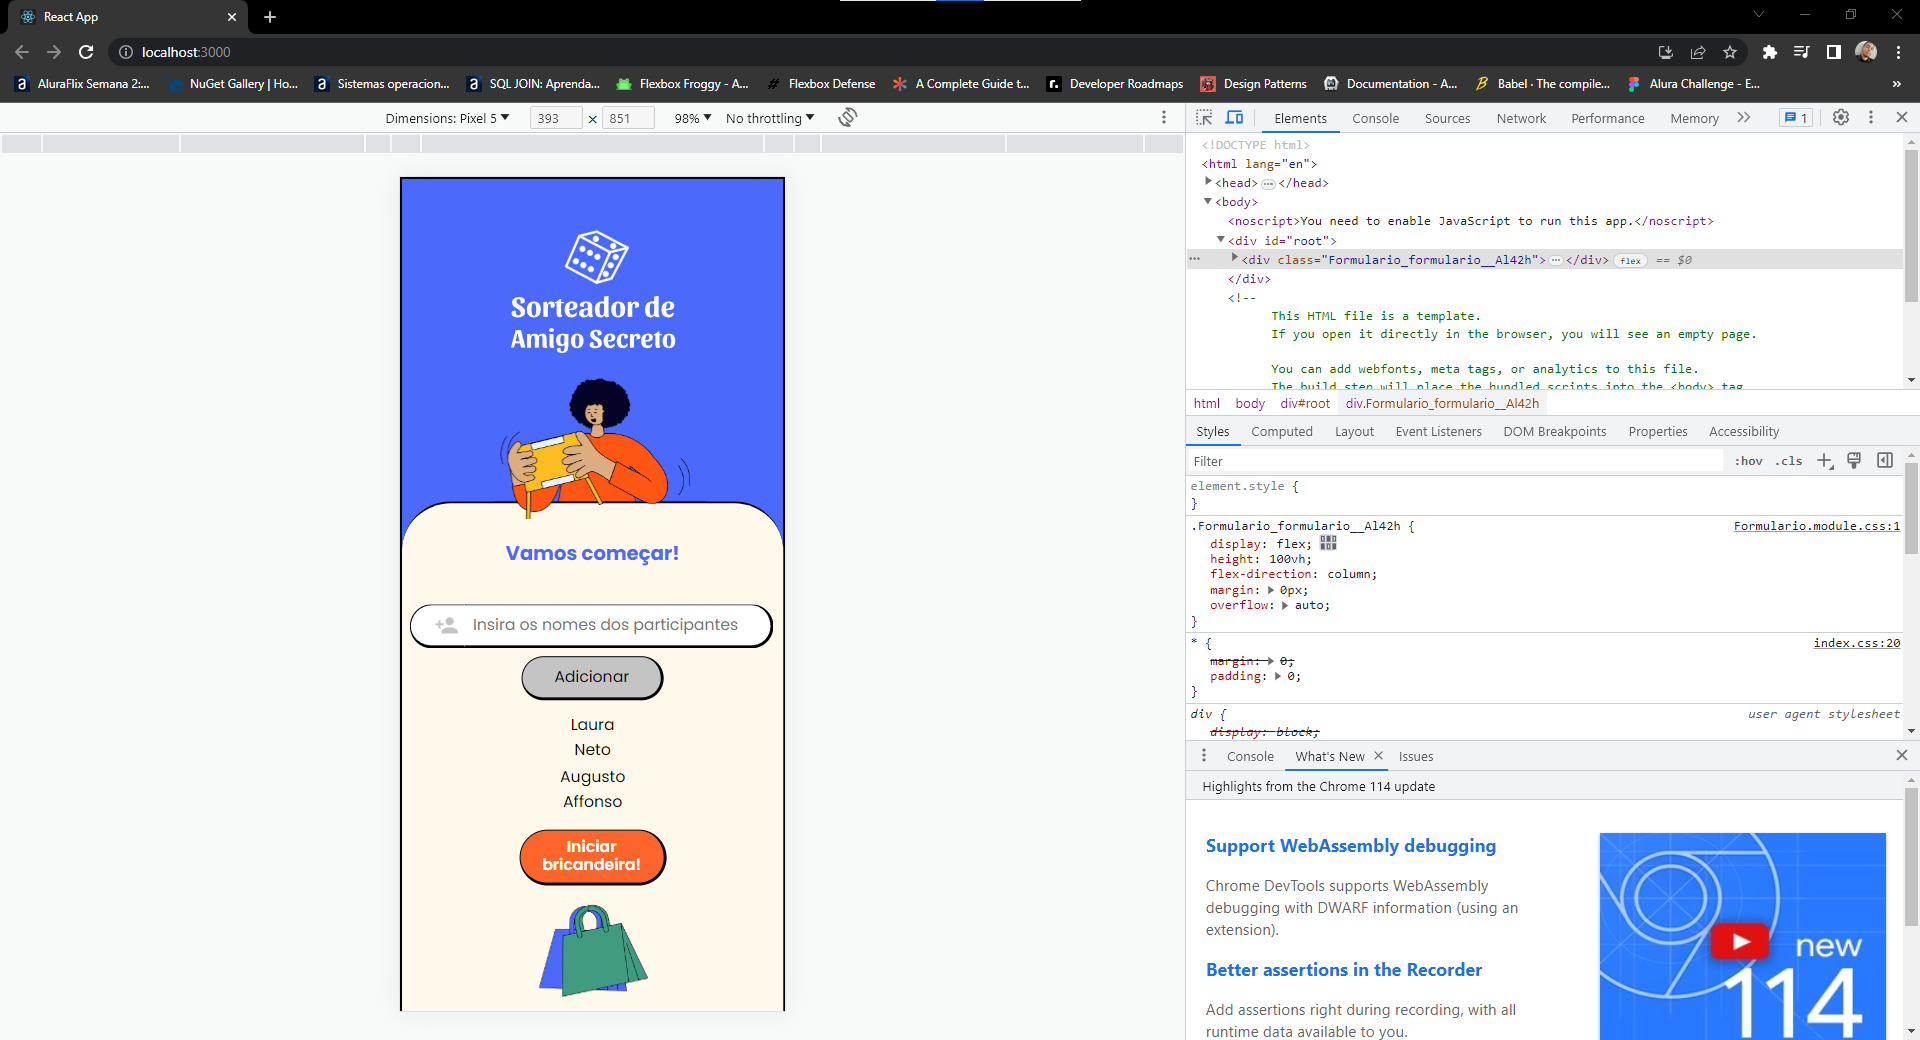 React App
localhost:3000
AluraFlix Semana 2:...
NuGet Gallery | Ho...
Sistemas operacion...
SQL JOIN: Aprenda...
Flexbox Froggy - A...
Flexbox Defense
A Complete Guide t...
Developer Roadmaps
Design Patterns
Documentation - A...
Babel · The compile...
Alura Challenge - E...
»
Dimensions: Pixel 5 ▼ 393 × 851 98% ▼ No throttling ▼
Elements Console Sources Network Performance Memory » 1
Sorteador de
Amigo Secreto
Vamos começar!
Insira os nomes dos participantes
Adicionar
Laura
Neto
Augusto
Affonso
Iniciar
bricandeira!
<!DOCTYPE html>
<html lang="en">
<head>···</head>
<body>
<noscript>You need to enable JavaScript to run this app.</noscript>
<div id="root">
··· <div class="Formulario_formulario__Al42h">···</div> flex == $0
</div>
<!--
This HTML file is a template.
If you open it directly in the browser, you will see an empty page.
You can add webfonts, meta tags, or analytics to this file.
The build step will place the bundled scripts into the <body> tag
html body div#root div.Formulario_formulario__Al42h
Styles Computed Layout Event Listeners DOM Breakpoints Properties Accessibility
Filter :hov .cls
element.style {
}
.Formulario_formulario__Al42h { Formulario.module.css:1
display: flex;
height: 100vh;
flex-direction: column;
margin: ▶ 0px;
overflow: ▶ auto;
}
* { index.css:20
margin: ▶ 0;
padding: ▶ 0;
}
div { user agent stylesheet
display: block;
Console What's New Issues
Highlights from the Chrome 114 update
Support WebAssembly debugging
Chrome DevTools supports WebAssembly
debugging with DWARF information (using an
extension).
Better assertions in the Recorder
Add assertions right during recording, with all
runtime data available to you.
new
114